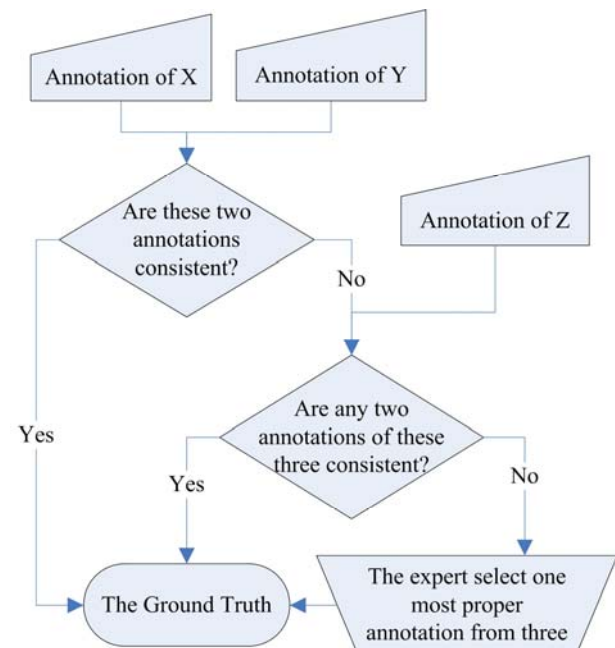 Annotation of X
Annotation of Y
Are these two
annotations
consistent?
Annotation of Z
No
Yes
Are any two
annotations of these
three consistent?
Yes
No
The Ground Truth
The expert select one
most proper
annotation from three